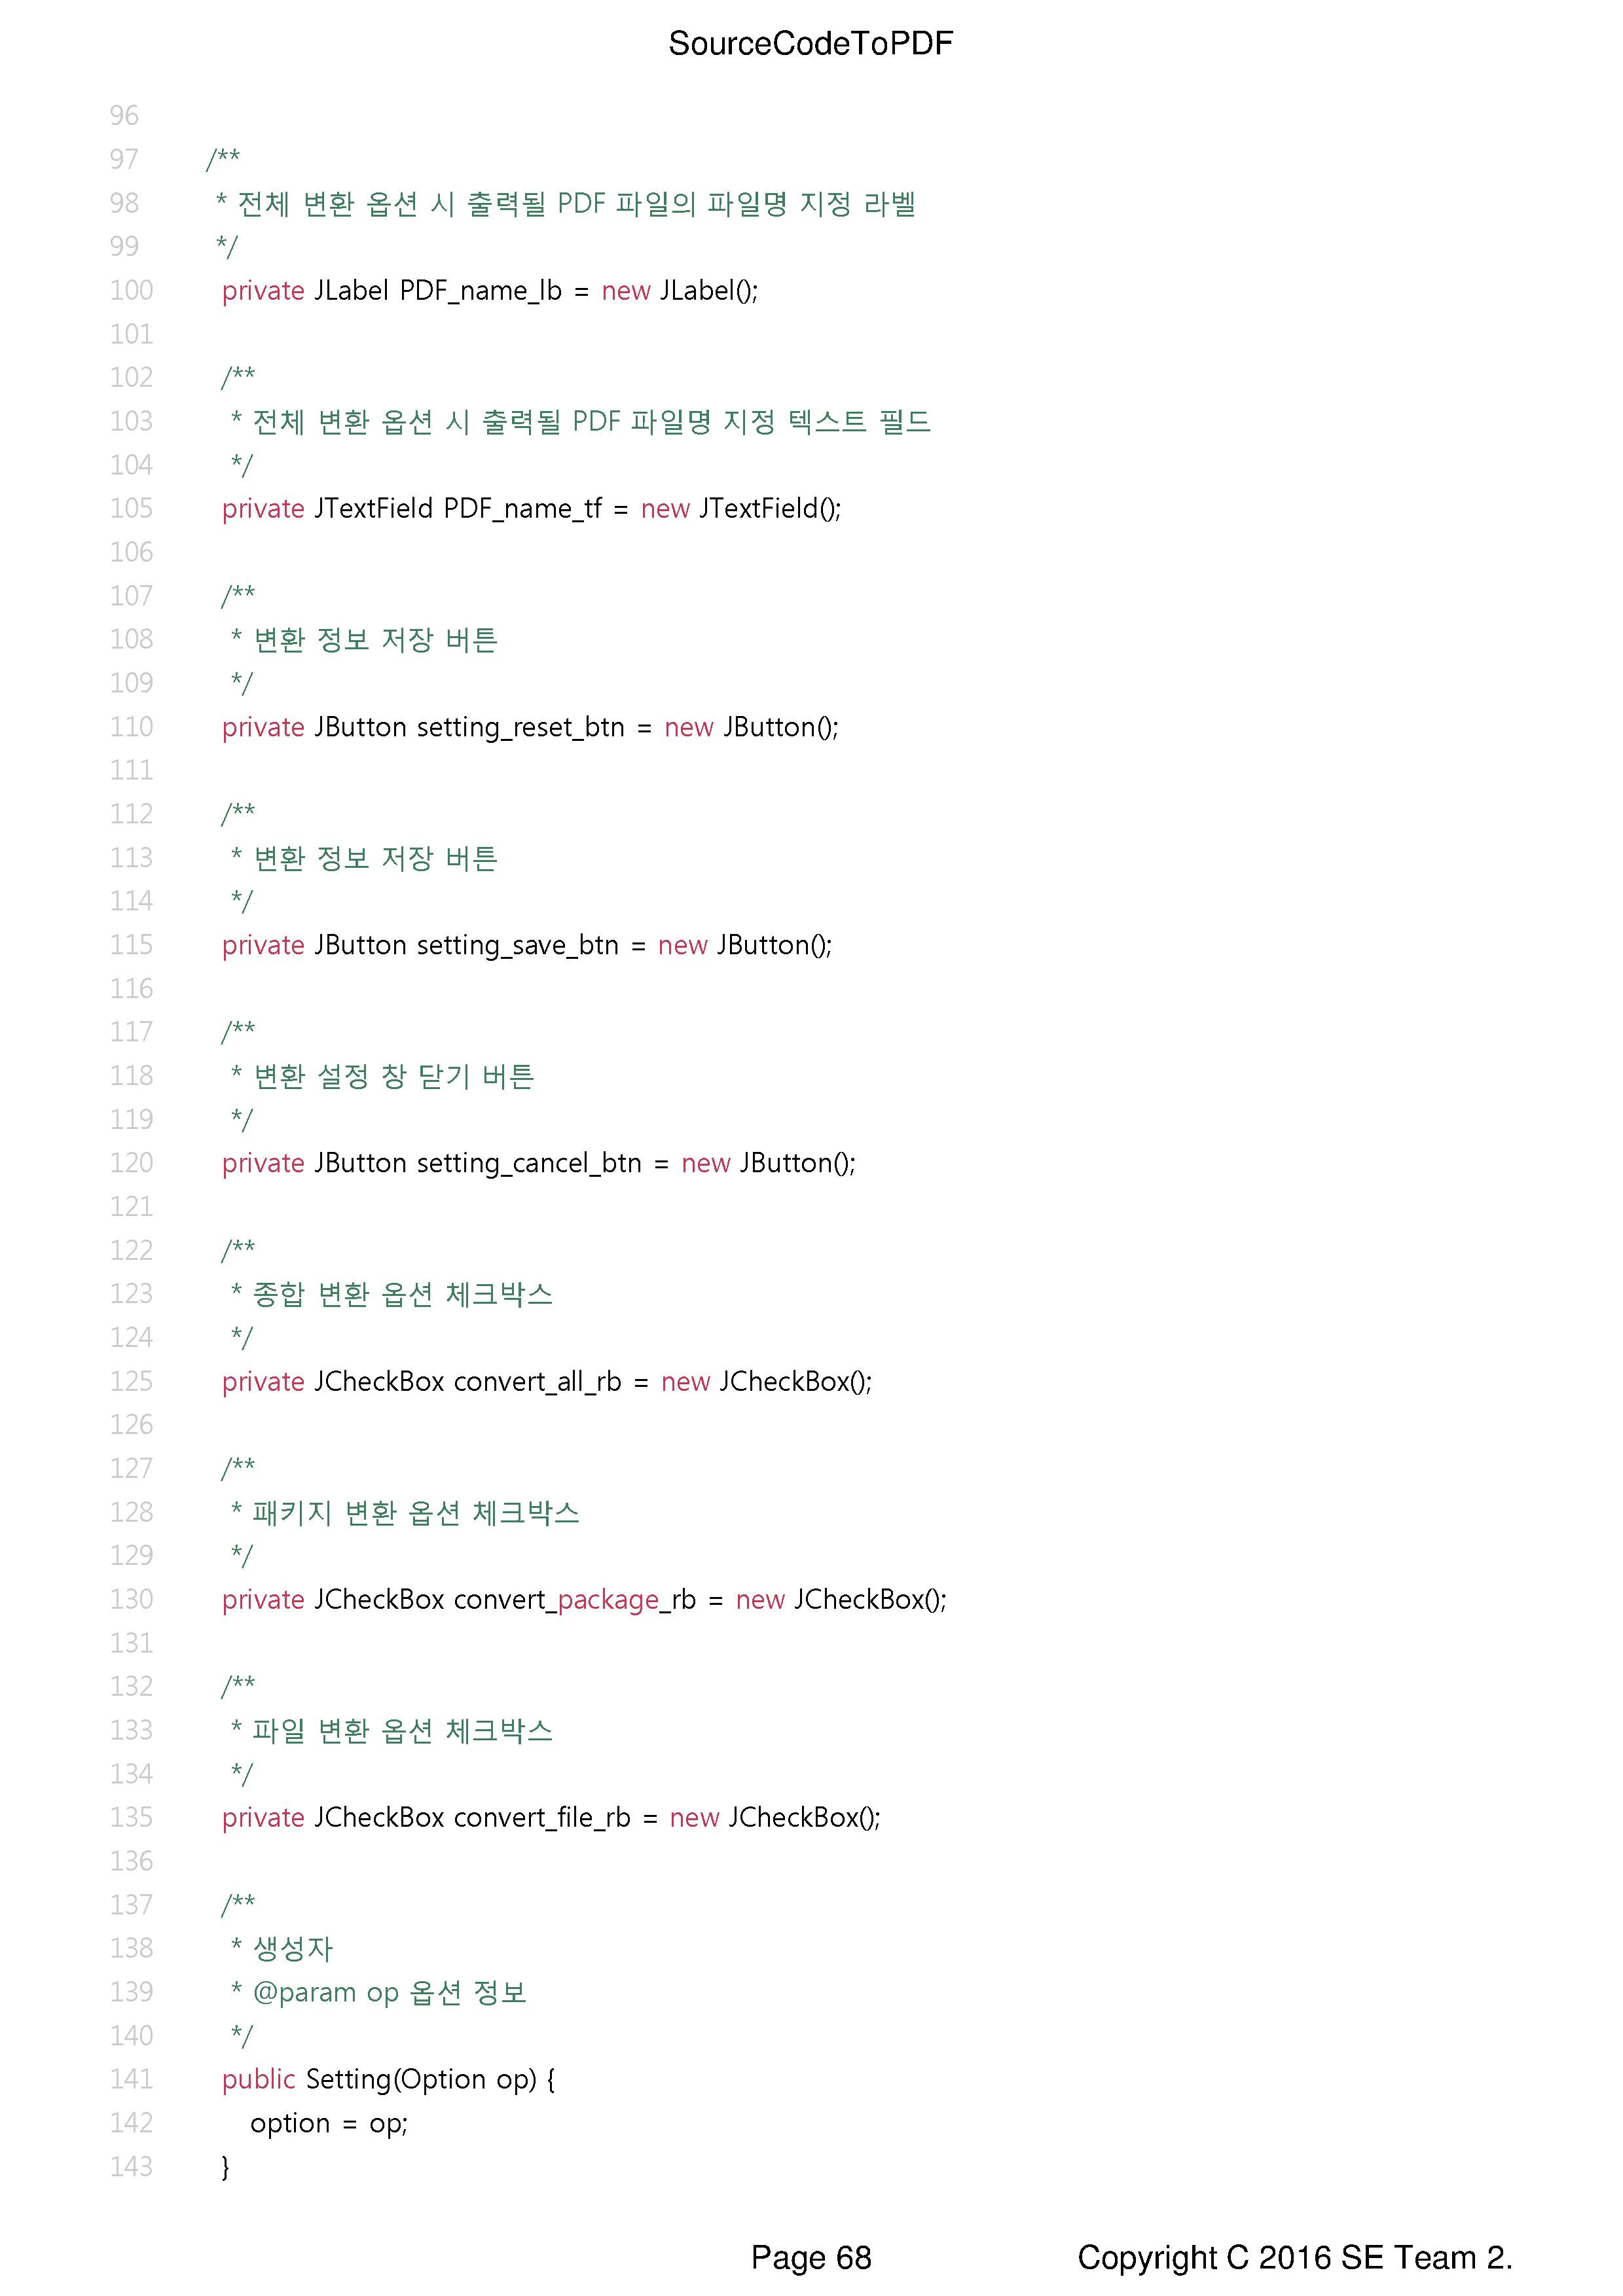 SourceCodeToPDF
96
97 /**
98 * 전체 변환 옵션 시 출력될 PDF 파일의 파일명 지정 라벨
99 */
100 private JLabel PDF_name_lb = new JLabel();
101
102 /**
103 * 전체 변환 옵션 시 출력될 PDF 파일명 지정 텍스트 필드
104 */
105 private JTextField PDF_name_tf = new JTextField();
106
107 /**
108 * 변환 정보 저장 버튼
109 */
110 private JButton setting_reset_btn = new JButton();
111
112 /**
113 * 변환 정보 저장 버튼
114 */
115 private JButton setting_save_btn = new JButton();
116
117 /**
118 * 변환 설정 창 닫기 버튼
119 */
120 private JButton setting_cancel_btn = new JButton();
121
122 /**
123 * 종합 변환 옵션 체크박스
124 */
125 private JCheckBox convert_all_rb = new JCheckBox();
126
127 /**
128 * 패키지 변환 옵션 체크박스
129 */
130 private JCheckBox convert_package_rb = new JCheckBox();
131
132 /**
133 * 파일 변환 옵션 체크박스
134 */
135 private JCheckBox convert_file_rb = new JCheckBox();
136
137 /**
138 * 생성자
139 * @param op 옵션 정보
140 */
141 public Setting(Option op) {
142 option = op;
143 }
Page 68 Copyright C 2016 SE Team 2.